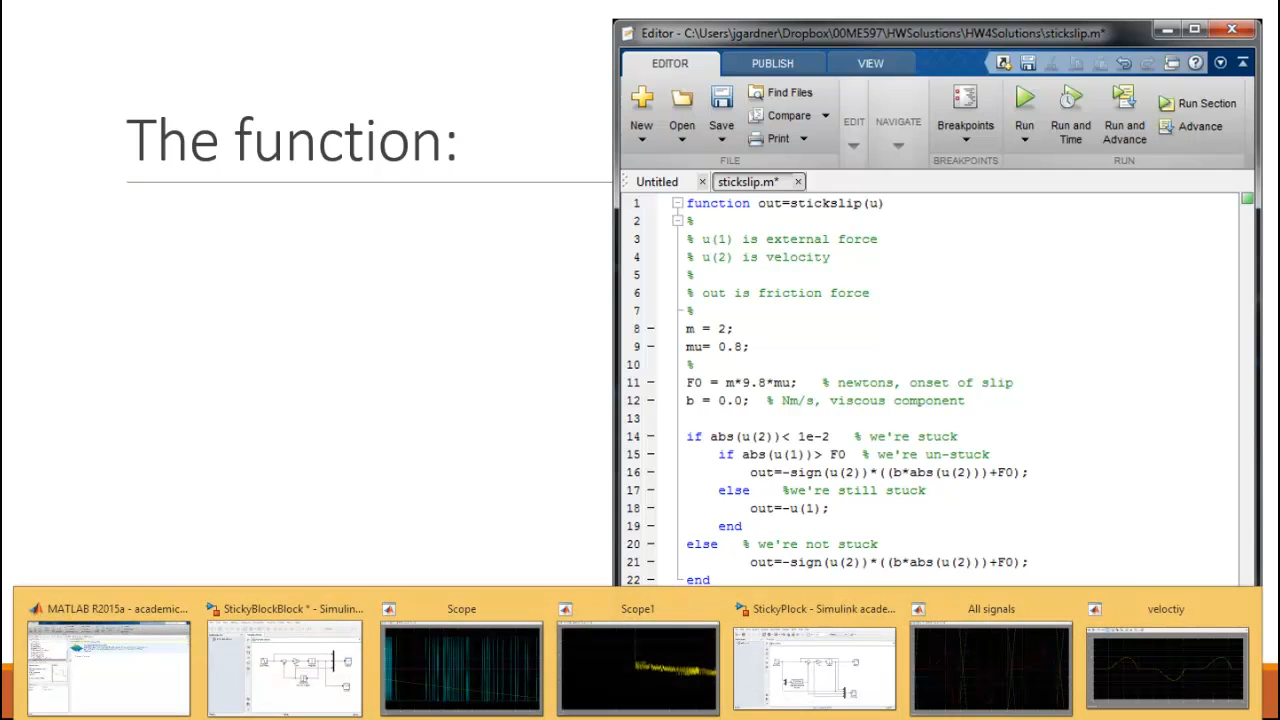 The function:
Editor - C:\Users\jgardner\Dropbox\00ME597\HWSolustions\HW4Solutions\stickslip.m*
EDITOR PUBLISH VIEW
New Open Save Find Files Compare Print EDIT NAVIGATE Breakpoints Run Run and Time Run and Advance Run Section Advance
FILE BREAKPOINTS RUN
Untitled stickslip.m*
1 function out=stickslip(u)
2 %
3 % u(1) is external force
4 % u(2) is velocity
5 %
6 % out is friction force
7 %
8 m = 2;
9 mu= 0.8;
10 %
11 F0 = m*9.8*mu; % newtons, onset of slip
12 b = 0.0; % Nm/s, viscous component
13
14 if abs(u(2))< 1e-2 % we're stuck
15 if abs(u(1))> F0 % we're un-stuck
16 out=-sign(u(2))*((b*abs(u(2)))+F0);
17 else %we're still stuck
18 out=-u(1);
19 end
20 else % we're not stuck
21 out=-sign(u(2))*((b*abs(u(2)))+F0);
22 end
MATLAB R2015a - academic... StickyBlockBlock * - Simulin... Scope Scope1 StickyPlock - Simulink acade... All signals veloctiy